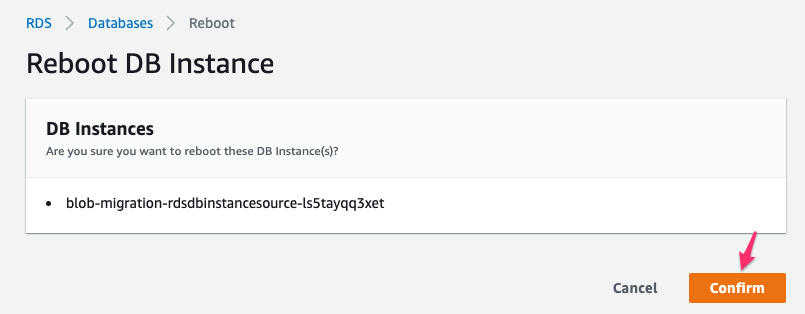 RDS > Databases > Reboot
Reboot DB Instance
DB Instances
Are you sure you want to reboot these DB Instance(s)?
• blob-migration-rdsdbinstancesource-ls5tayqq3xet
Cancel Confirm